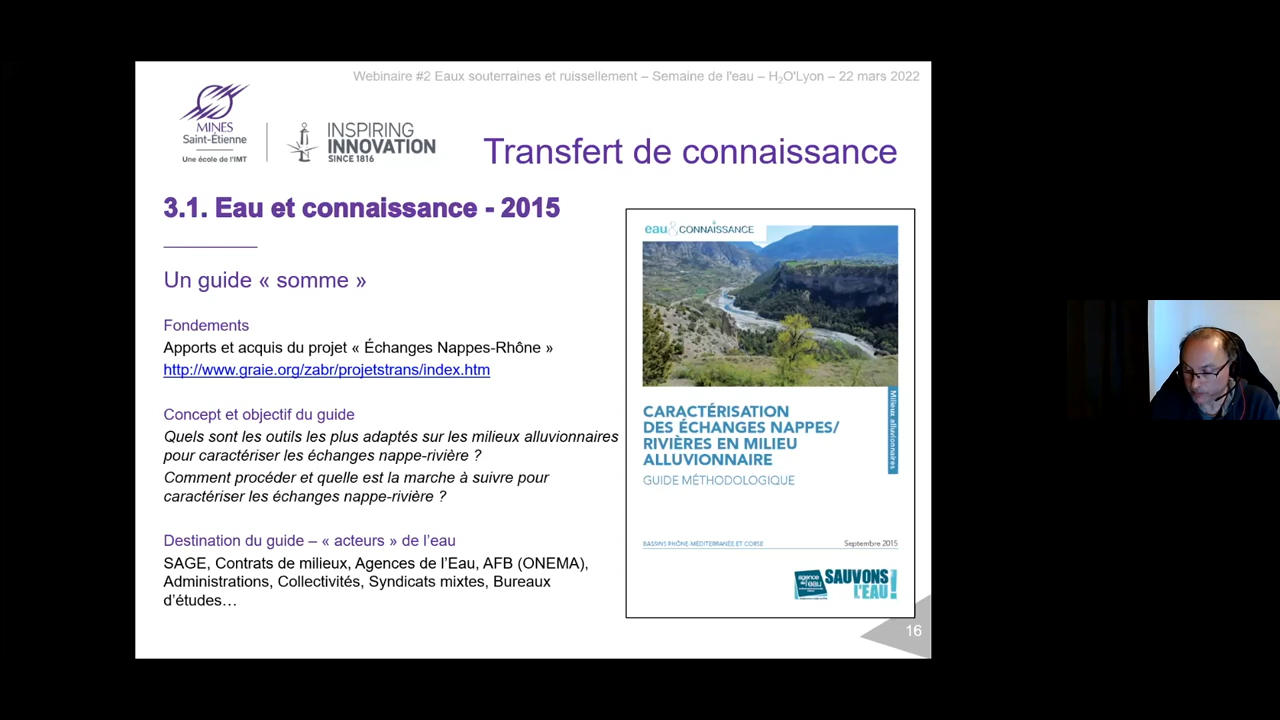 Webinaire #2 Eaux souterraines et ruissellement – Semaine de l'eau – H₂O'Lyon – 22 mars 2022
MINES
Saint-Étienne
Une école de l'IMT
INSPIRING
INNOVATION
SINCE 1816
Transfert de connaissance
3.1. Eau et connaissance - 2015
Un guide « somme »
Fondements
Apports et acquis du projet « Échanges Nappes-Rhône »
http://www.graie.org/zabr/projetstrans/index.htm
Concept et objectif du guide
Quels sont les outils les plus adaptés sur les milieux alluvionnaires
pour caractériser les échanges nappe-rivière ?
Comment procéder et quelle est la marche à suivre pour
caractériser les échanges nappe-rivière ?
Destination du guide – « acteurs » de l'eau
SAGE, Contrats de milieux, Agences de l'Eau, AFB (ONEMA),
Administrations, Collectivités, Syndicats mixtes, Bureaux
d'études…
eau&CONNAISSANCE
CARACTÉRISATION
DES ÉCHANGES NAPPES/
RIVIÈRES EN MILIEU
ALLUVIONNAIRE
GUIDE MÉTHODOLOGIQUE
Milieux alluvionnaires
BASSINS RHÔNE-MÉDITERRANÉE ET CORSE
Septembre 2015
agence de l'eau
SAUVONS
L'EAU!
16